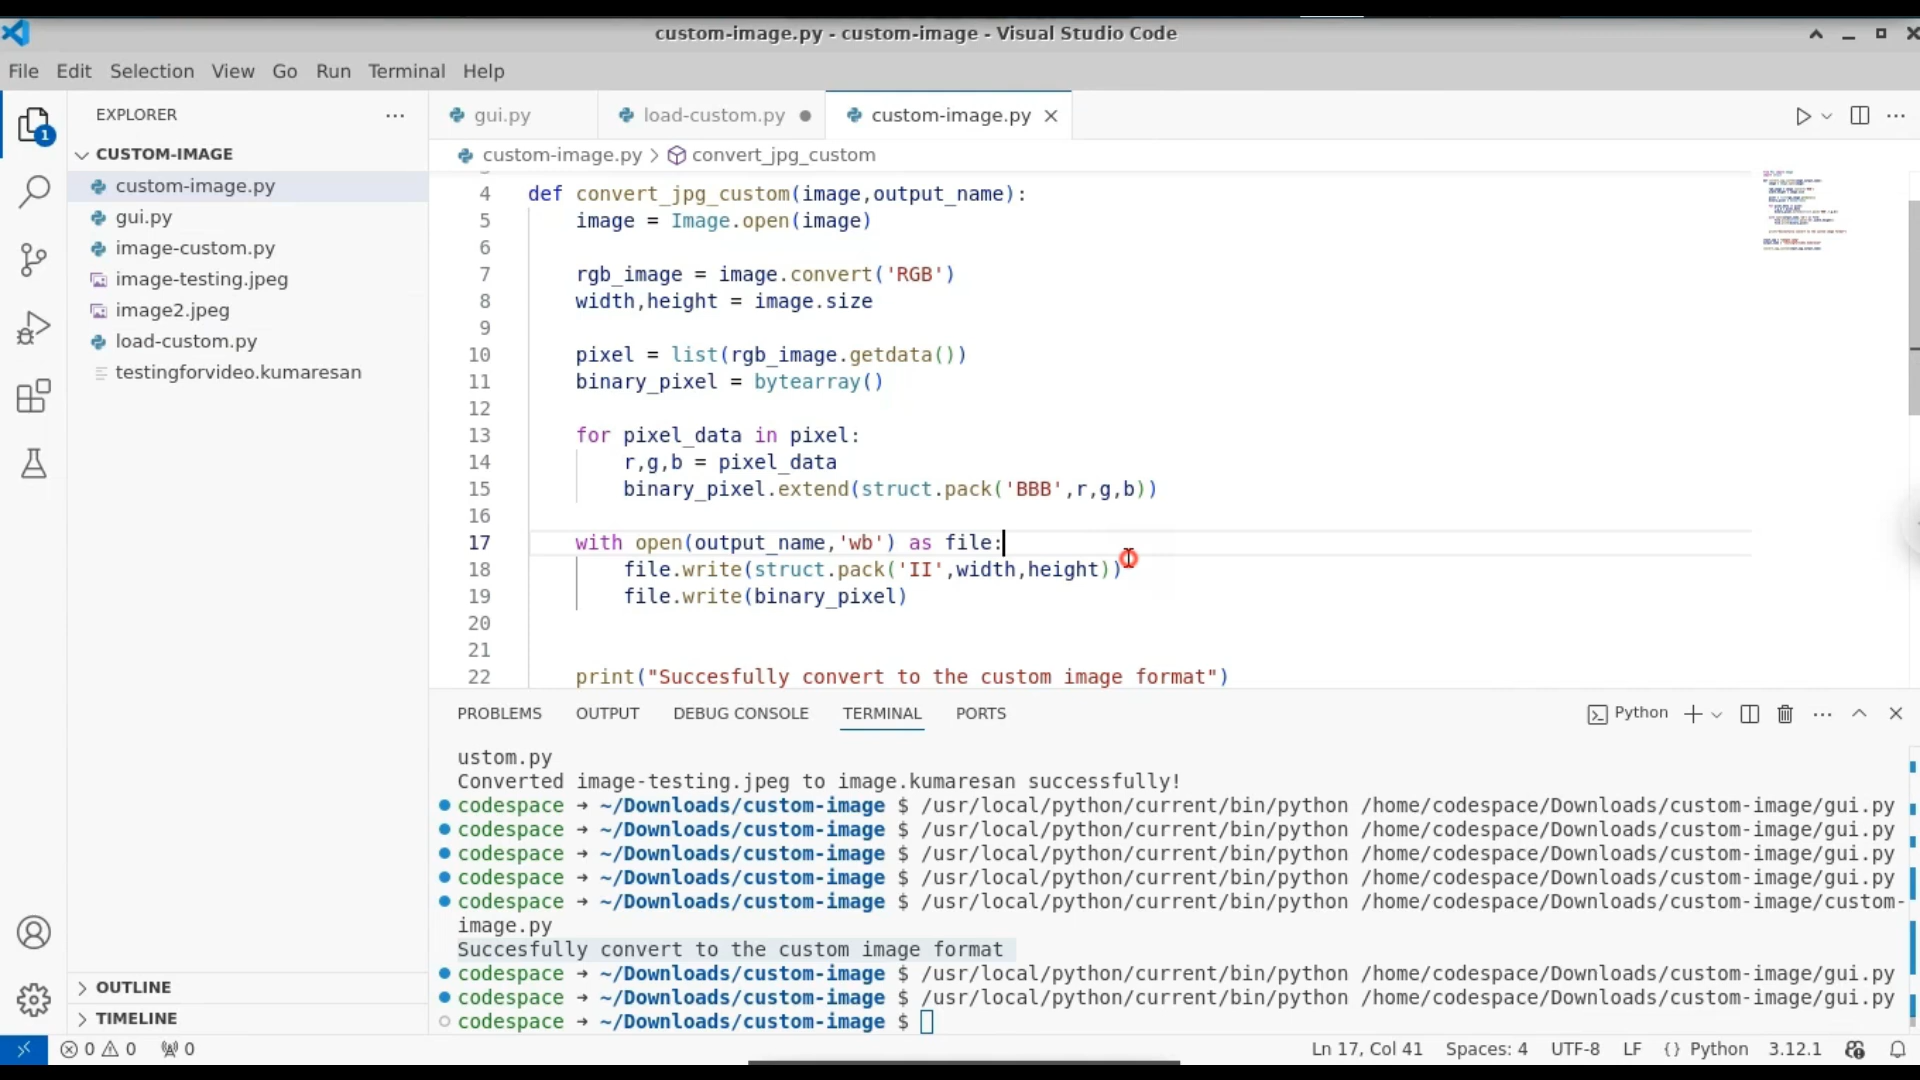 custom-image.py - custom-image - Visual Studio Code
File Edit Selection View Go Run Terminal Help
EXPLORER
gui.py load-custom.py custom-image.py
1
CUSTOM-IMAGE
custom-image.py
gui.py
image-custom.py
image-testing.jpeg
image2.jpeg
load-custom.py
testingforvideo.kumaresan
OUTLINE
TIMELINE
custom-image.py > convert_jpg_custom
4 def convert_jpg_custom(image,output_name):
5 image = Image.open(image)
6
7 rgb_image = image.convert('RGB')
8 width,height = image.size
9
10 pixel = list(rgb_image.getdata())
11 binary_pixel = bytearray()
12
13 for pixel_data in pixel:
14 r,g,b = pixel_data
15 binary_pixel.extend(struct.pack('BBB',r,g,b))
16
17 with open(output_name,'wb') as file:
18 file.write(struct.pack('II',width,height))
19 file.write(binary_pixel)
20
21
22 print("Succesfully convert to the custom image format")
PROBLEMS OUTPUT DEBUG CONSOLE TERMINAL PORTS Python
ustom.py
Converted image-testing.jpeg to image.kumaresan successfully!
codespace → ~/Downloads/custom-image $ /usr/local/python/current/bin/python /home/codespace/Downloads/custom-image/gui.py
codespace → ~/Downloads/custom-image $ /usr/local/python/current/bin/python /home/codespace/Downloads/custom-image/gui.py
codespace → ~/Downloads/custom-image $ /usr/local/python/current/bin/python /home/codespace/Downloads/custom-image/gui.py
codespace → ~/Downloads/custom-image $ /usr/local/python/current/bin/python /home/codespace/Downloads/custom-image/gui.py
codespace → ~/Downloads/custom-image $ /usr/local/python/current/bin/python /home/codespace/Downloads/custom-image/custom-
image.py
Succesfully convert to the custom image format
codespace → ~/Downloads/custom-image $ /usr/local/python/current/bin/python /home/codespace/Downloads/custom-image/gui.py
codespace → ~/Downloads/custom-image $ /usr/local/python/current/bin/python /home/codespace/Downloads/custom-image/gui.py
codespace → ~/Downloads/custom-image $
0 0 0 Ln 17, Col 41 Spaces: 4 UTF-8 LF {} Python 3.12.1